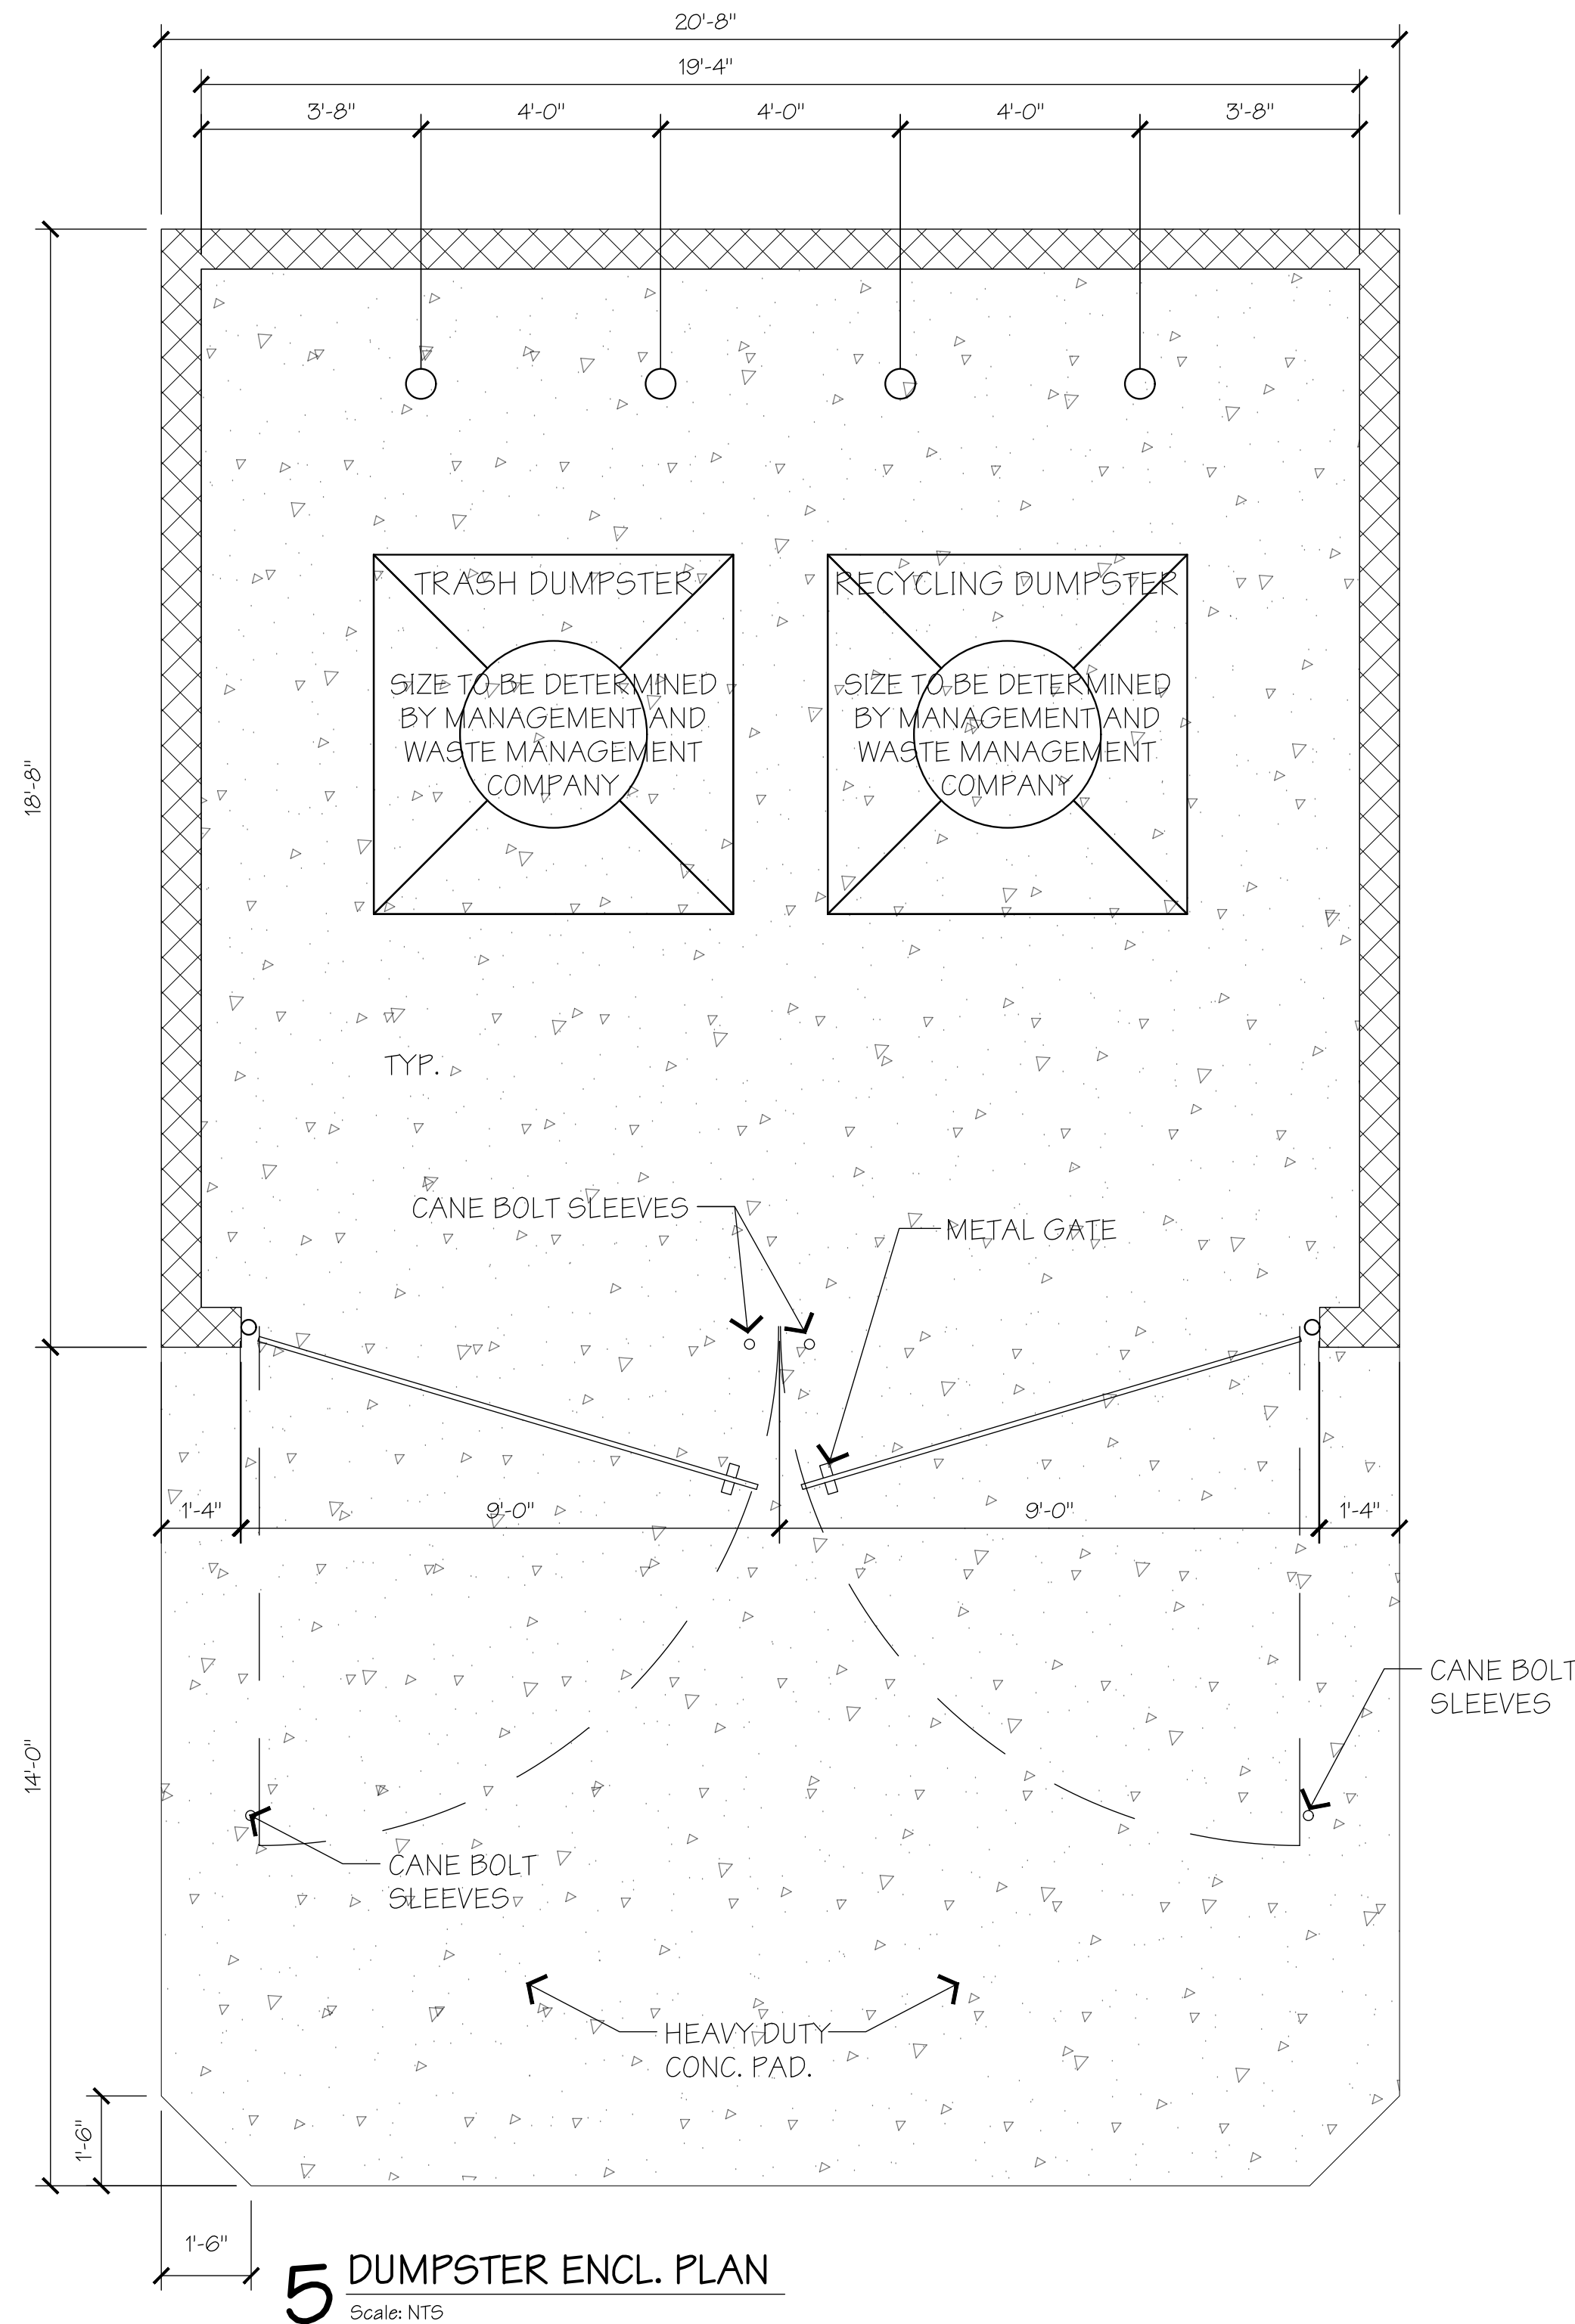 20'-8"
19'-4"
3'-8"
4'-0"
4'-0"
4'-0"
3'-8"
TRASH DUMPSTER
SIZE TO BE DETERMINED
BY MANAGEMENT AND
WASTE MANAGEMENT
COMPANY
RECYCLING DUMPSTER
SIZE TO BE DETERMINED
BY MANAGEMENT AND
WASTE MANAGEMENT
COMPANY
18'-8"
TYP.
CANE BOLT SLEEVES
METAL GATE
1'-4"
9'-0"
9'-0"
1'-4"
CANE BOLT
SLEEVES
14'-0"
CANE BOLT
SLEEVES
HEAVY DUTY
CONC. PAD.
1'-6"
1'-6"
5 DUMPSTER ENCL. PLAN
Scale: NTS